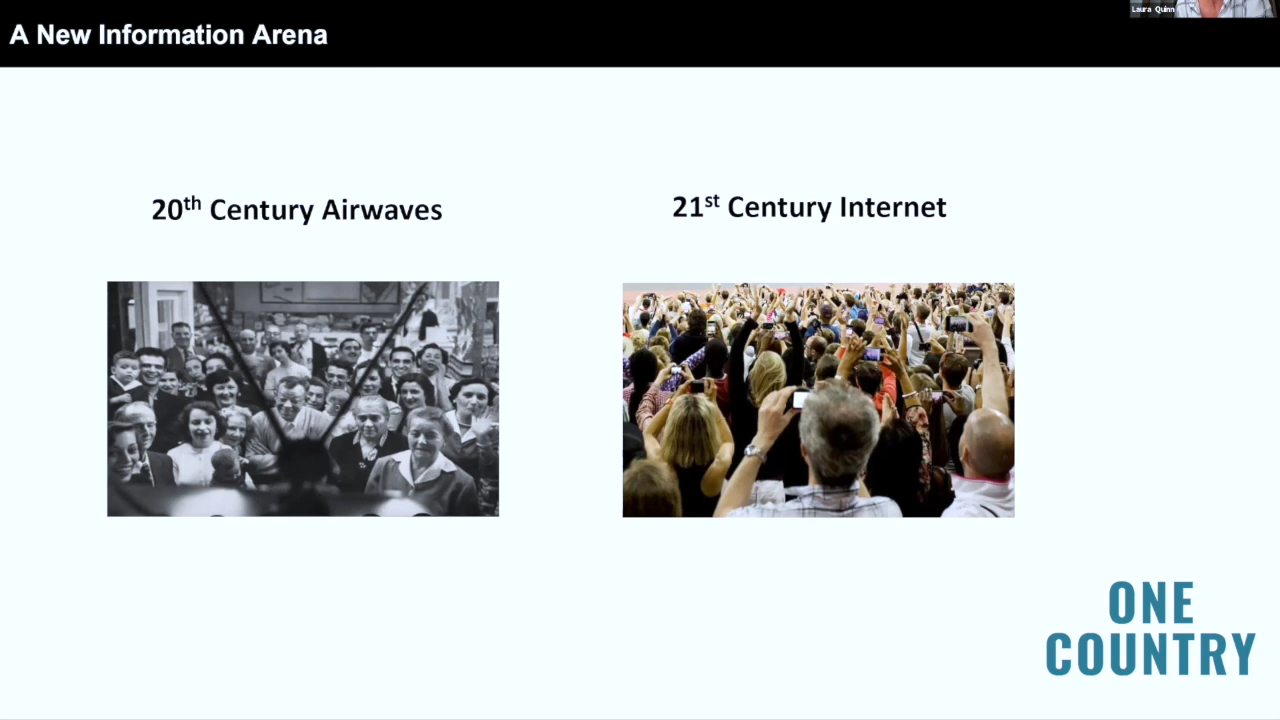 A New Information Arena
Laura Quinn
20th Century Airwaves
21st Century Internet
ONE
COUNTRY